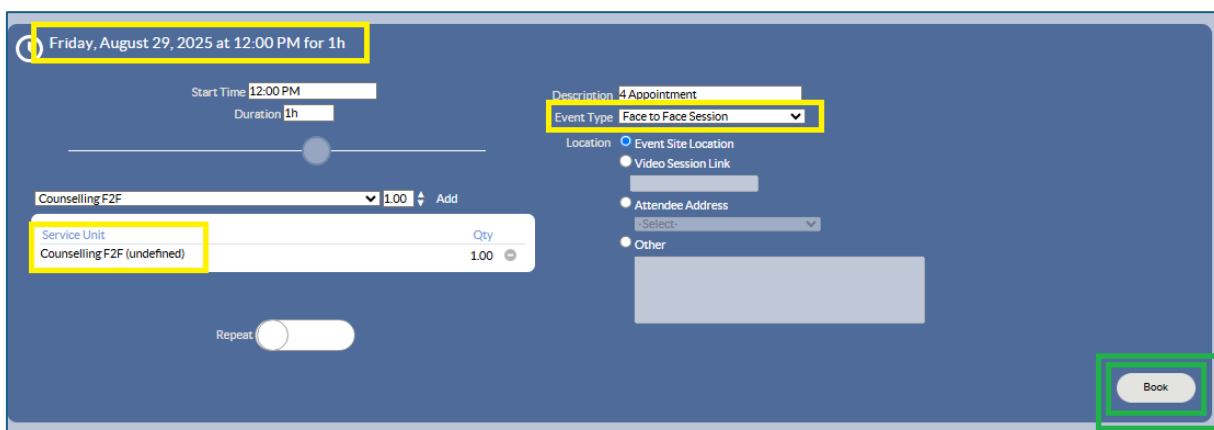 Friday, August 29, 2025 at 12:00 PM for 1h
Start Time 12:00 PM
Duration 1h
Counselling F2F 1.00 Add
Service Unit Qty
Counselling F2F (undefined) 1.00
Repeat
Description 4 Appointment
Event Type Face to Face Session
Location Event Site Location
Video Session Link
Attendee Address
-Select-
Other
Book